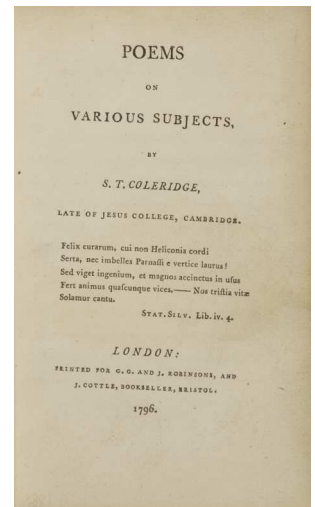 POEMS
ON
VARIOUS SUBJECTS,
BY
S. T. COLERIDGE,
LATE OF JESUS COLLEGE, CAMBRIDGE.
Felix curarum, cui non Heliconia cordi
Serta, nec imbelles Parnaſſi e vertice laurus!
Sed viget ingenium, et magnos accinctus in uſus
Fert animus quaſcunque vices.—— Nos triſtia vitæ
Solamur cantu.
STAT. SILV. Lib. iv. 4.
LONDON:
PRINTED FOR G. G. AND J. ROBINSONS, AND
J. COTTLE, BOOKSELLER, BRISTOL.
1796.